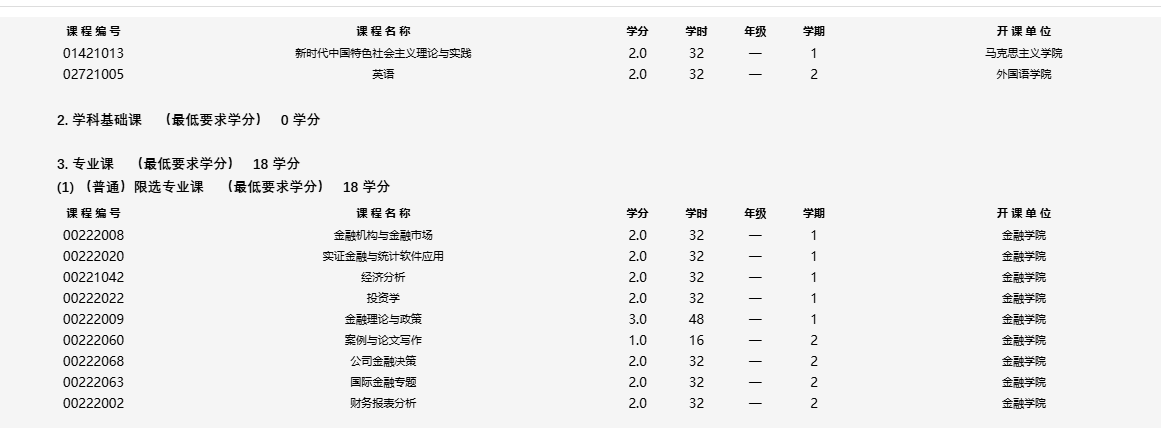 课程编号 课程名称 学分 学时 年级 学期 开课单位
01421013 新时代中国特色社会主义理论与实践 2.0 32 — 1 马克思主义学院
02721005 英语 2.0 32 — 2 外国语学院
2. 学科基础课 （最低要求学分） 0 学分
3. 专业课 （最低要求学分） 18 学分
(1) （普通）限选专业课 （最低要求学分） 18 学分
课程编号 课程名称 学分 学时 年级 学期 开课单位
00222008 金融机构与金融市场 2.0 32 — 1 金融学院
00222020 实证金融与统计软件应用 2.0 32 — 1 金融学院
00221042 经济分析 2.0 32 — 1 金融学院
00222022 投资学 2.0 32 — 1 金融学院
00222009 金融理论与政策 3.0 48 — 1 金融学院
00222060 案例与论文写作 1.0 16 — 2 金融学院
00222068 公司金融决策 2.0 32 — 2 金融学院
00222063 国际金融专题 2.0 32 — 2 金融学院
00222002 财务报表分析 2.0 32 — 2 金融学院